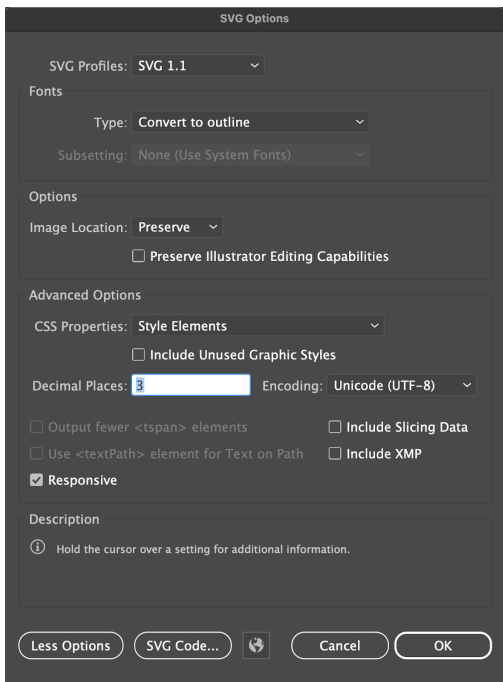 SVG Options
SVG Profiles: SVG 1.1
Fonts
Type: Convert to outline
Subsetting: None (Use System Fonts)
Options
Image Location: Preserve
Preserve Illustrator Editing Capabilities
Advanced Options
CSS Properties: Style Elements
Include Unused Graphic Styles
Decimal Places: 3 Encoding: Unicode (UTF-8)
Output fewer <tspan> elements Include Slicing Data
Use <textPath> element for Text on Path Include XMP
Responsive
Description
Hold the cursor over a setting for additional information.
Less Options SVG Code... Cancel OK